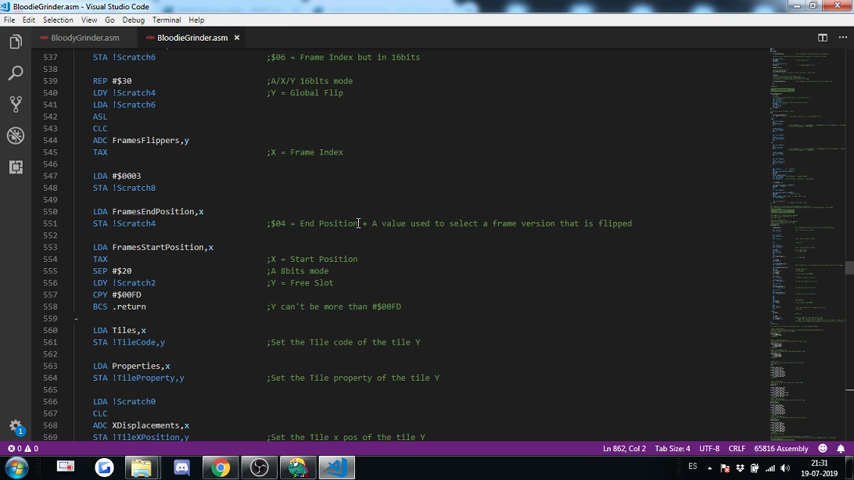 BloodieGrinder.asm - Visual Studio Code
File Edit Selection View Go Debug Terminal Help
BloodyGrinder.asm BloodieGrinder.asm
537 STA !Scratch6 ;$06 = Frame Index but in 16bits
538
539 REP #$30 ;A/X/Y 16bits mode
540 LDY !Scratch4 ;Y = Global Flip
541 LDA !Scratch6
542 ASL
543 CLC
544 ADC FramesFlippers,y
545 TAX ;X = Frame Index
546
547 LDA #$0003
548 STA !Scratch8
549
550 LDA FramesEndPosition,x
551 STA !Scratch4 ;$04 = End Position + A value used to select a frame version that is flipped
552
553 LDA FramesStartPosition,x
554 TAX ;X = Start Position
555 SEP #$20 ;A 8bits mode
556 LDY !Scratch2 ;Y = Free Slot
557 CPY #$00FD
558 BCS .return ;Y can't be more than #$00FD
559 -
560 LDA Tiles,x
561 STA !TileCode,y ;Set the Tile code of the tile Y
562
563 LDA Properties,x
564 STA !TileProperty,y ;Set the Tile property of the tile Y
565
566 LDA !Scratch0
567 CLC
568 ADC XDisplacements,x
569 STA !TileXPosition,y ;Set the Tile x pos of the tile Y
0 0 Ln 862, Col 2 Tab Size: 4 UTF-8 CRLF 65816 Assembly
1
ES 21:31
19-07-2019